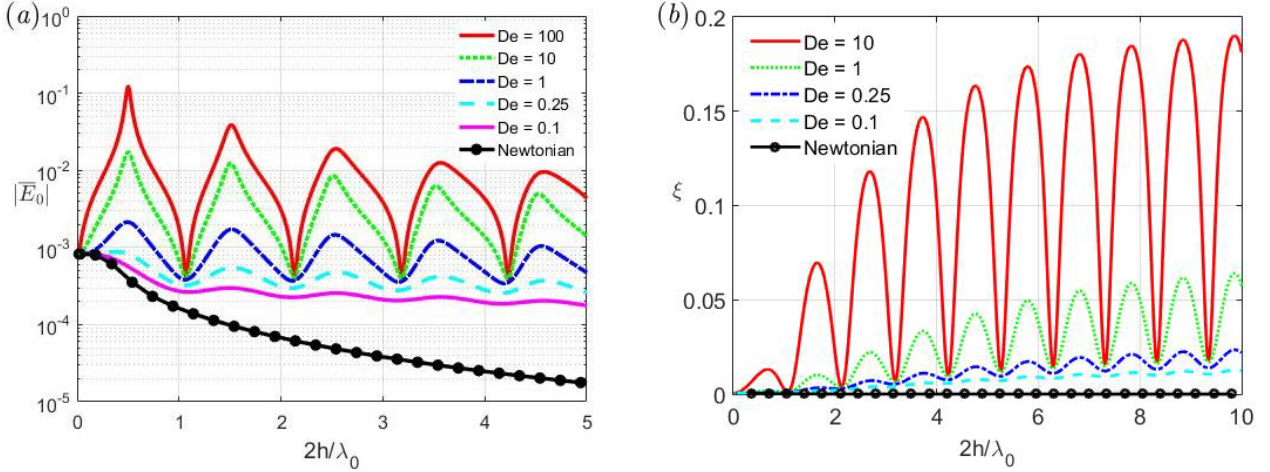 (a)
10^0
10^-1
10^-2
10^-3
10^-4
10^-5
|E̅_0|
De = 100
De = 10
De = 1
De = 0.25
De = 0.1
Newtonian
0 1 2 3 4 5
2h/λ_0
(b)
0.2
0.15
0.1
0.05
0
ξ
De = 10
De = 1
De = 0.25
De = 0.1
Newtonian
0 2 4 6 8 10
2h/λ_0